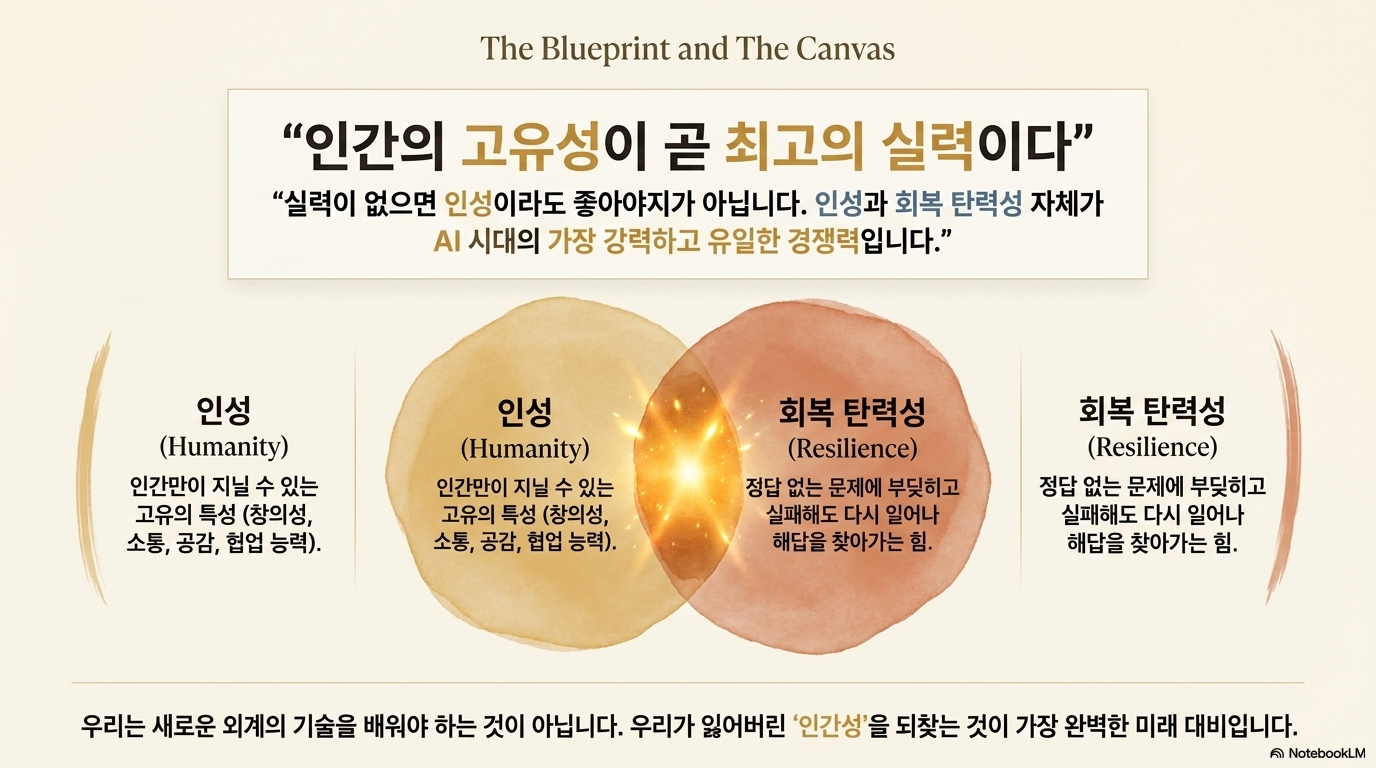 The Blueprint and The Canvas
“인간의 고유성이 곧 최고의 실력이다”
“실력이 없으면 인성이라도 좋아야지가 아닙니다. 인성과 회복 탄력성 자체가
AI 시대의 가장 강력하고 유일한 경쟁력입니다.”
인성
(Humanity)
인간만이 지닐 수 있는
고유의 특성 (창의성,
소통, 공감, 협업 능력).
인성
(Humanity)
인간만이 지닐 수 있는
고유의 특성 (창의성,
소통, 공감, 협업 능력).
회복 탄력성
(Resilience)
정답 없는 문제에 부딪히고
실패해도 다시 일어나
해답을 찾아가는 힘.
회복 탄력성
(Resilience)
정답 없는 문제에 부딪히고
실패해도 다시 일어나
해답을 찾아가는 힘.
우리는 새로운 외계의 기술을 배워야 하는 것이 아닙니다. 우리가 잃어버린 ‘인간성’을 되찾는 것이 가장 완벽한 미래 대비입니다.
NotebookLM